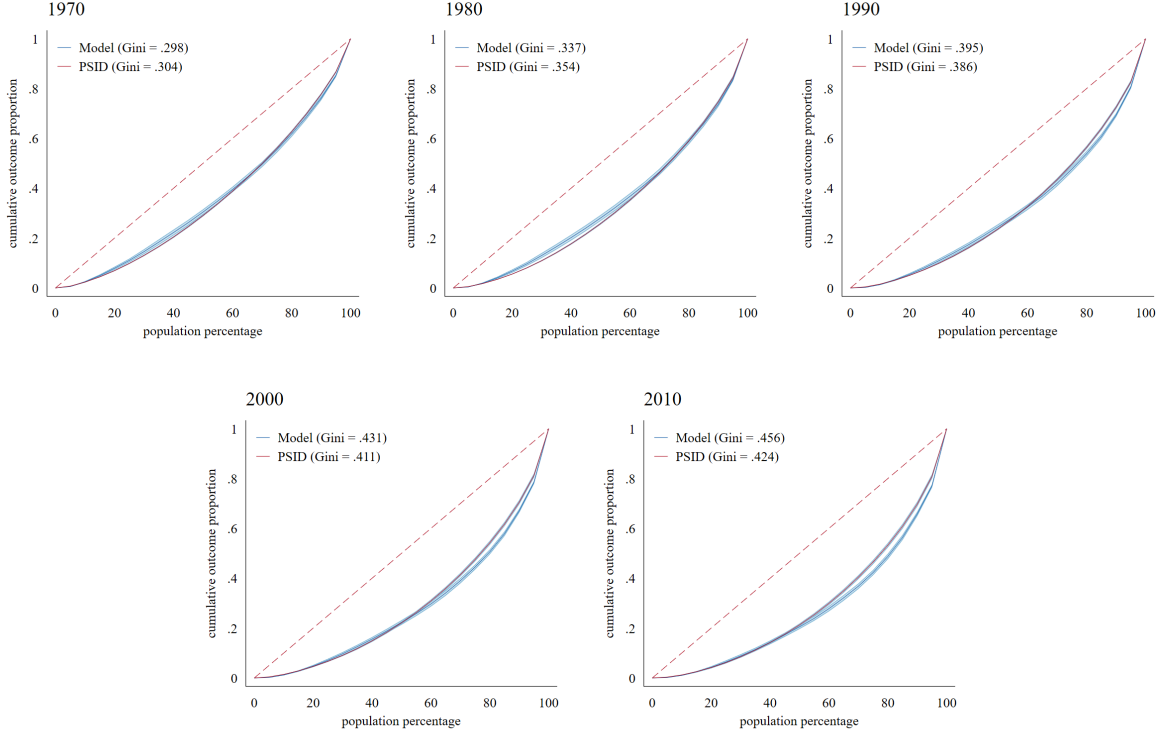 1970
1
.8
.6
.4
.2
0
cumulative outcome proportion
Model (Gini = .298)
PSID (Gini = .304)
0 20 40 60 80 100
population percentage
1980
1
.8
.6
.4
.2
0
cumulative outcome proportion
Model (Gini = .337)
PSID (Gini = .354)
0 20 40 60 80 100
population percentage
1990
1
.8
.6
.4
.2
0
cumulative outcome proportion
Model (Gini = .395)
PSID (Gini = .386)
0 20 40 60 80 100
population percentage
2000
1
.8
.6
.4
.2
0
cumulative outcome proportion
Model (Gini = .431)
PSID (Gini = .411)
0 20 40 60 80 100
population percentage
2010
1
.8
.6
.4
.2
0
cumulative outcome proportion
Model (Gini = .456)
PSID (Gini = .424)
0 20 40 60 80 100
population percentage